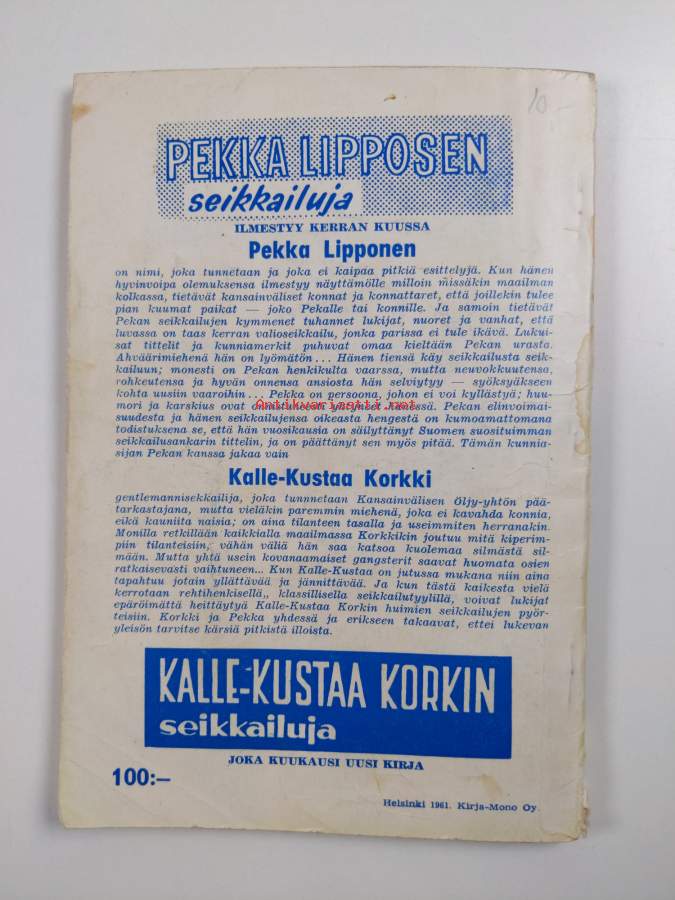 10 -
PEKKA LIPPOSEN
seikkailuja
ILMESTYY KERRAN KUUSSA
Pekka Lipponen
on nimi, joka tunnetaan ja joka ei kaipaa pitkiä esittelyjä. Kun hänen
hyvinvoipa olemuksensa ilmestyy näyttämölle milloin missäkin maailman
kolkassa, tietävät kansainväliset konnat ja konnattaret, että joillekin tulee
pian kuumat paikat — joko Pekalle tai konnille. Ja samoin tietävät
Pekan seikkailujen kymmenet tuhannet lukijat, nuoret ja vanhat, että
luvassa on taas kerran valioseikkailu, jonka parissa ei tule ikävä. Lukui-
sat tittelit ja kunniamerkit puhuvat omaa kieltään Pekan urasta.
Ahväärimiehenä hän on lyömätön... Hänen tiensä käy seikkailusta seik-
kailuun; monesti on Pekan henkikulta vaarssa, mutta neuvokkuutensa,
rohkeutensa ja hyvän onnensa ansiosta hän selviytyy — syöksyäkseen
kohta uusiin vaaroihin... Pekka on persoona, johon ei voi kyllästyä; huu-
mori ja karskius ovat onnistuneesti yhtyneet hänessä. Pekan elinvoimai-
suudesta ja hänen seikkailujensa oikeasta hengestä on kumoamattomana
todistuksena se, että hän vuosikausia on säilyttänyt Suomen suosituimman
seikkailusankarin tittelin, ja on päättänyt sen myös pitää. Tämän kunnia-
sijan Pekan kanssa jakaa vain
Antikvariaatti.net
Kalle-Kustaa Korkki
gentlemannisekkailija, joka tunnnetaan Kansainvälisen Öljy-yhtön pää-
tarkastajana, mutta vieläkin paremmin miehenä, joka ei kavahda konnia,
eikä kauniita naisia; on aina tilanteen tasalla ja useimmiten herranakin.
Monilla retkillään kaikkialla maailmassa Korkkikin joutuu mitä kiperim-
piin tilanteisiin, vähän väliä hän saa katsoa kuolemaa silmästä sil-
mään. Mutta yhtä usein kovanaamaiset gangsterit saavat huomata osien
ratkaisevasti vaihtuneen... Kun Kalle-Kustaa on jutussa mukana niin aina
tapahtuu jotain yllättävää ja jännittävää. Ja kun tästä kaikesta vielä
kerrotaan rehtihenkisellä,, klassillisella seikkailutyylillä, voivat lukijat
epäröimättä heittäytyä Kalle-Kustaa Korkin huimien seikkailujen pyör-
teisiin. Korkki ja Pekka yhdessä ja erikseen takaavat, ettei lukevan
yleisön tarvitse kärsiä pitkistä illoista.
KALLE-KUSTAA KORKIN
seikkailuja
JOKA KUUKAUSI UUSI KIRJA
100:—
Helsinki 1961. Kirja-Mono Oy.